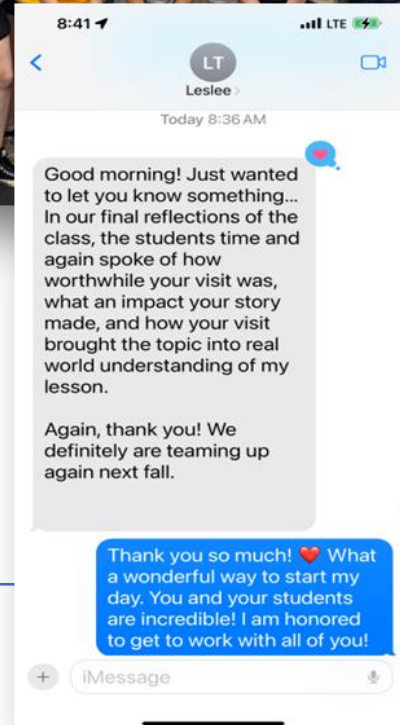 8:41
LTE
LT
Leslee
Today 8:36 AM
Good morning! Just wanted
to let you know something...
In our final reflections of the
class, the students time and
again spoke of how
worthwhile your visit was,
what an impact your story
made, and how your visit
brought the topic into real
world understanding of my
lesson.
Again, thank you! We
definitely are teaming up
again next fall.
Thank you so much! ❤️ What
a wonderful way to start my
day. You and your students
are incredible! I am honored
to get to work with all of you!
iMessage